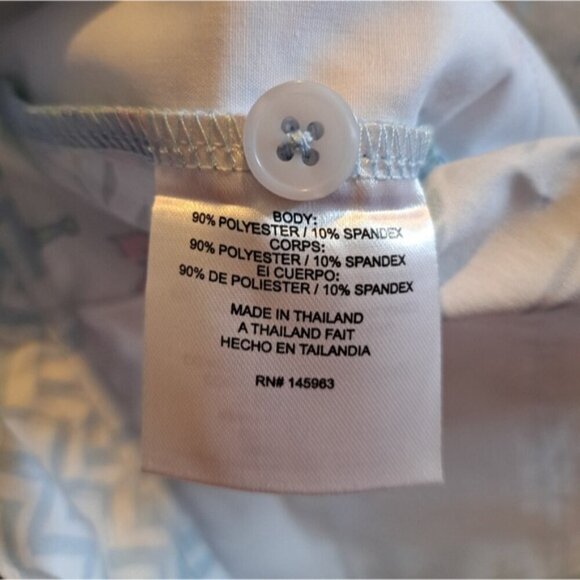 BODY:
90% POLYESTER / 10% SPANDEX
CORPS:
90% POLYESTER / 10% SPANDEX
El CUERPO:
90% DE POLIESTER / 10% SPANDEX
MADE IN THAILAND
A THAILAND FAIT
HECHO EN TAILANDIA
RN# 145963